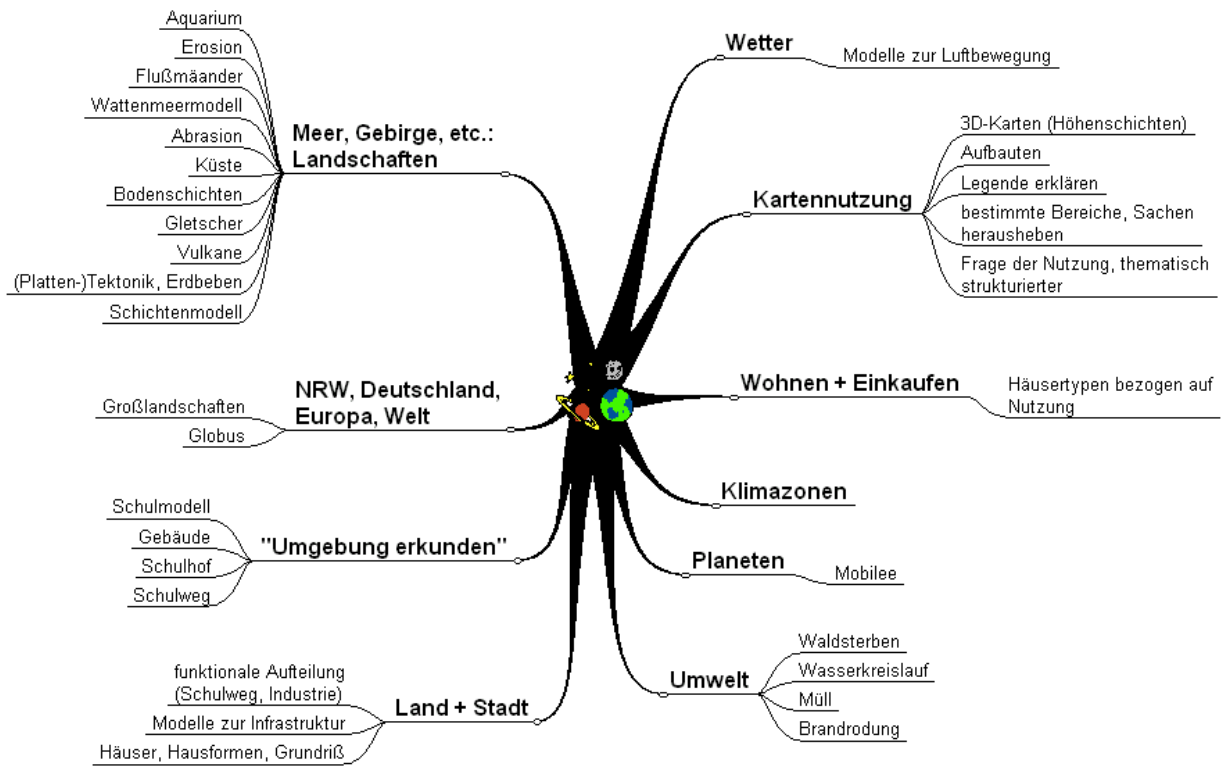 Aquarium
Erosion
Flußmäander
Wattenmeermodell
Abrasion
Küste
Bodenschichten
Gletscher
Vulkane
(Platten-)Tektonik, Erdbeben
Schichtenmodell
Meer, Gebirge, etc.:
Landschaften
Großlandschaften
Globus
NRW, Deutschland,
Europa, Welt
Schulmodell
Gebäude
Schulhof
Schulweg
"Umgebung erkunden"
funktionale Aufteilung
(Schulweg, Industrie)
Modelle zur Infrastruktur
Häuser, Hausformen, Grundriß
Land + Stadt
Wetter
Modelle zur Luftbewegung
Kartennutzung
3D-Karten (Höhenschichten)
Aufbauten
Legende erklären
bestimmte Bereiche, Sachen
herausheben
Frage der Nutzung, thematisch
strukturierter
Wohnen + Einkaufen
Häusertypen bezogen auf
Nutzung
Klimazonen
Planeten
Mobilee
Umwelt
Waldsterben
Wasserkreislauf
Müll
Brandrodung